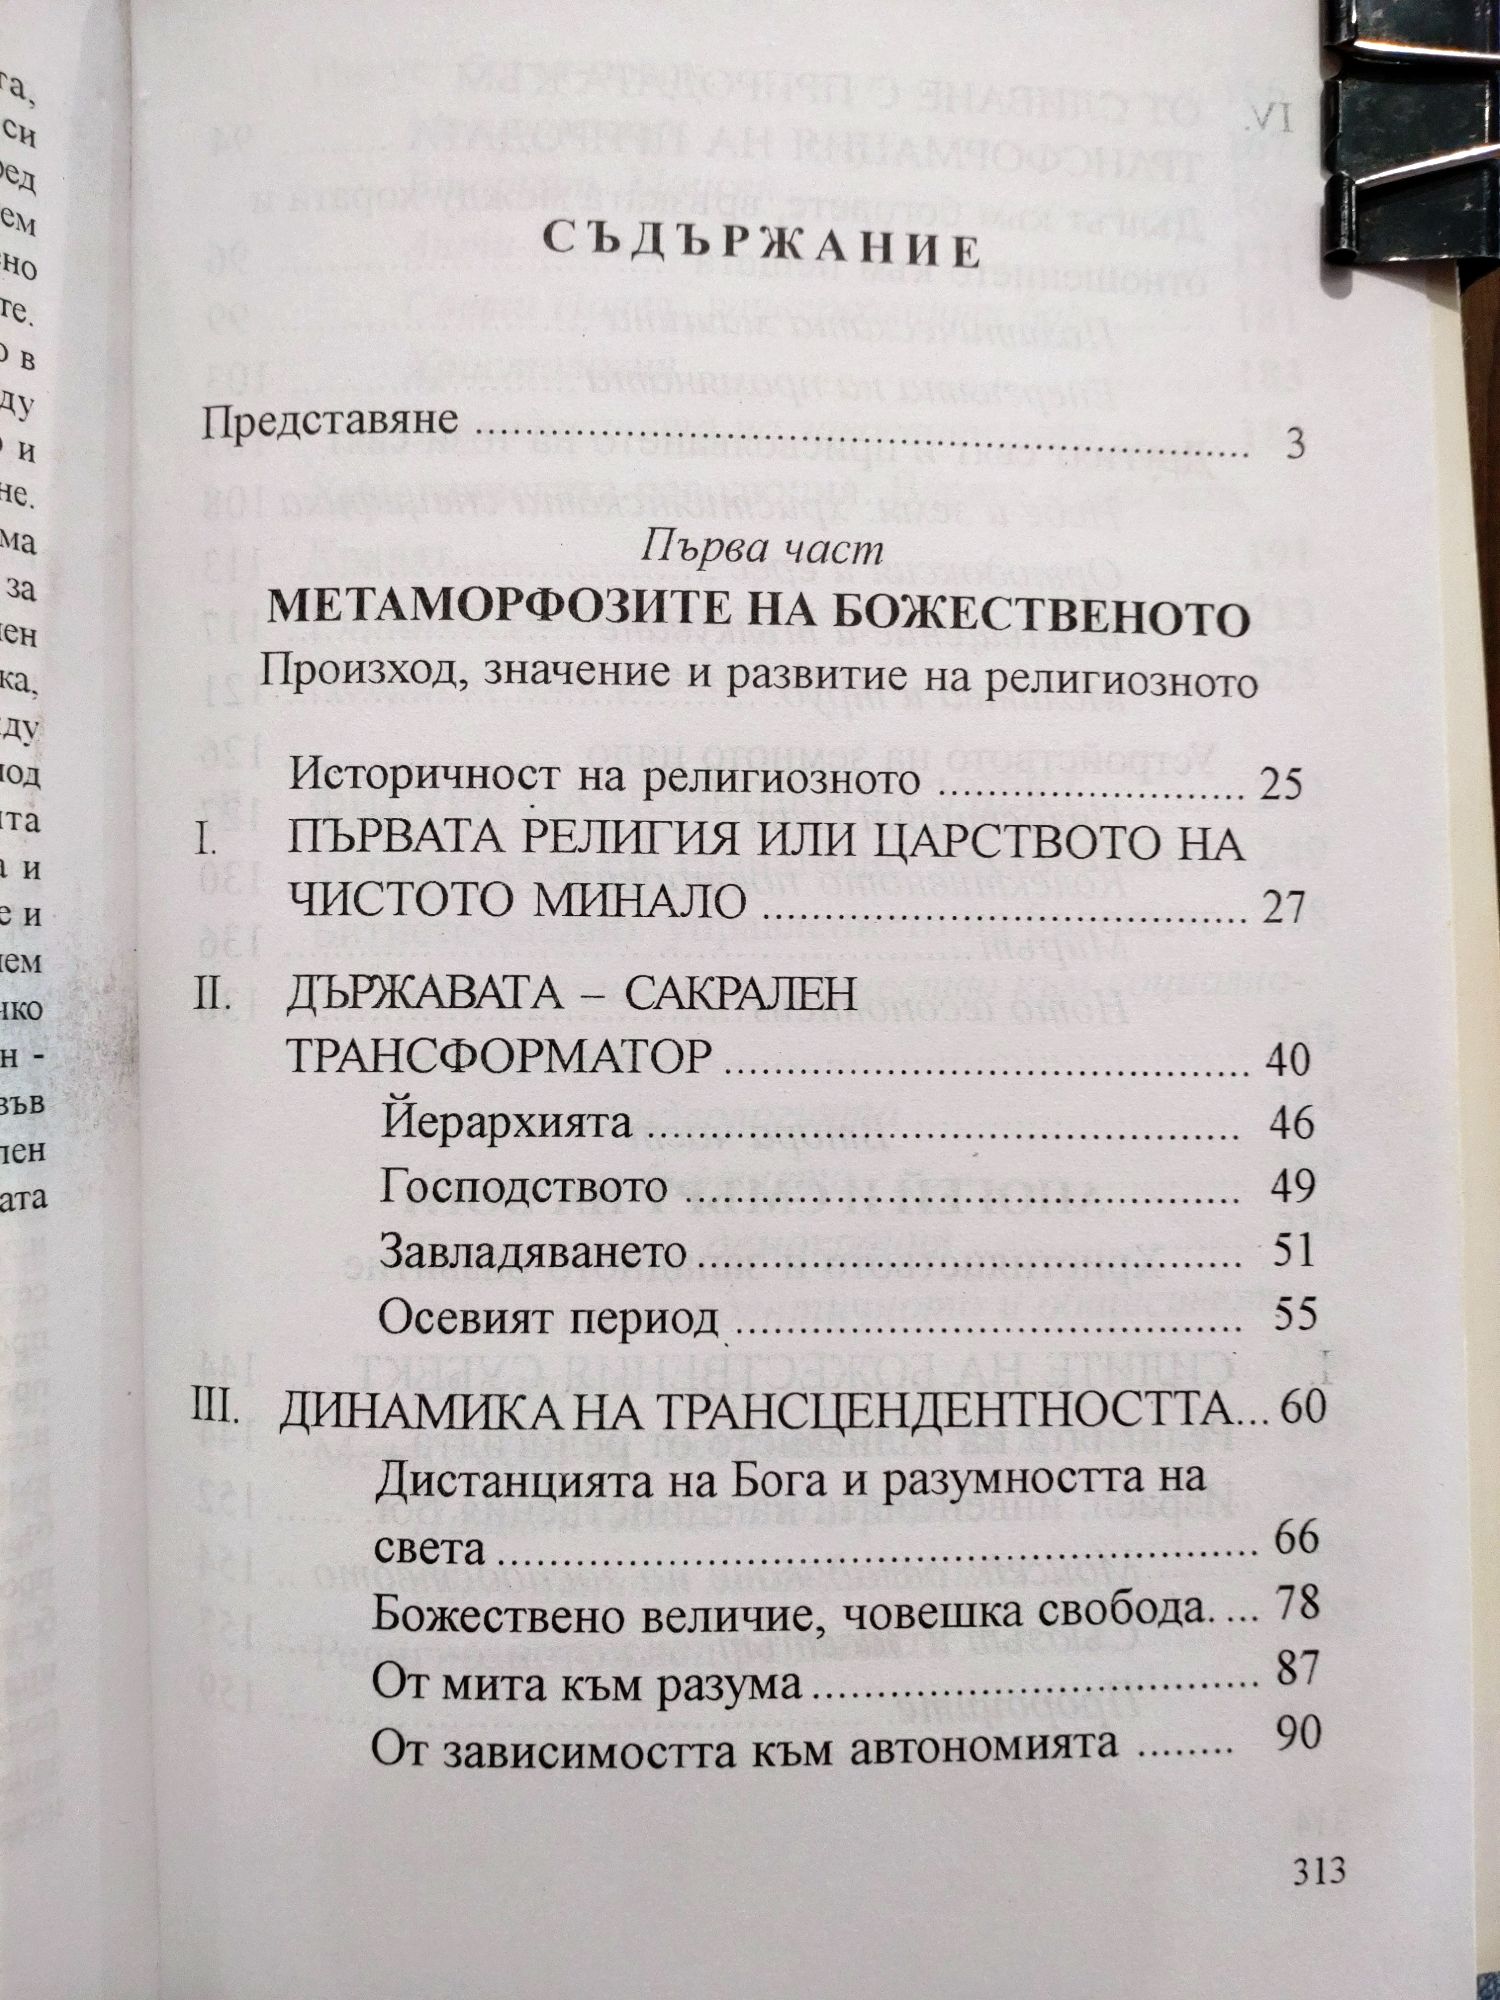 СЪДЪРЖАНИЕ
Представяне ........ 3
Първа част
МЕТАМОРФОЗИТЕ НА БОЖЕСТВЕНОТО
Произход, значение и развитие на религиозното
Историчност на религиозното ........ 25
I. ПЪРВАТА РЕЛИГИЯ ИЛИ ЦАРСТВОТО НА
ЧИСТОТО МИНАЛО ........ 27
II. ДЪРЖАВАТА – САКРАЛЕН
ТРАНСФОРМАТОР ........ 40
Йерархията ........ 46
Господството ........ 49
Завладяването ........ 51
Осевият период ........ 55
III. ДИНАМИКА НА ТРАНСЦЕНДЕНТНОСТТА... 60
Дистанцията на Бога и разумността на
света ........ 66
Божествено величие, човешка свобода. ... 78
От мита към разума ........ 87
От зависимостта към автономията ........ 90
313